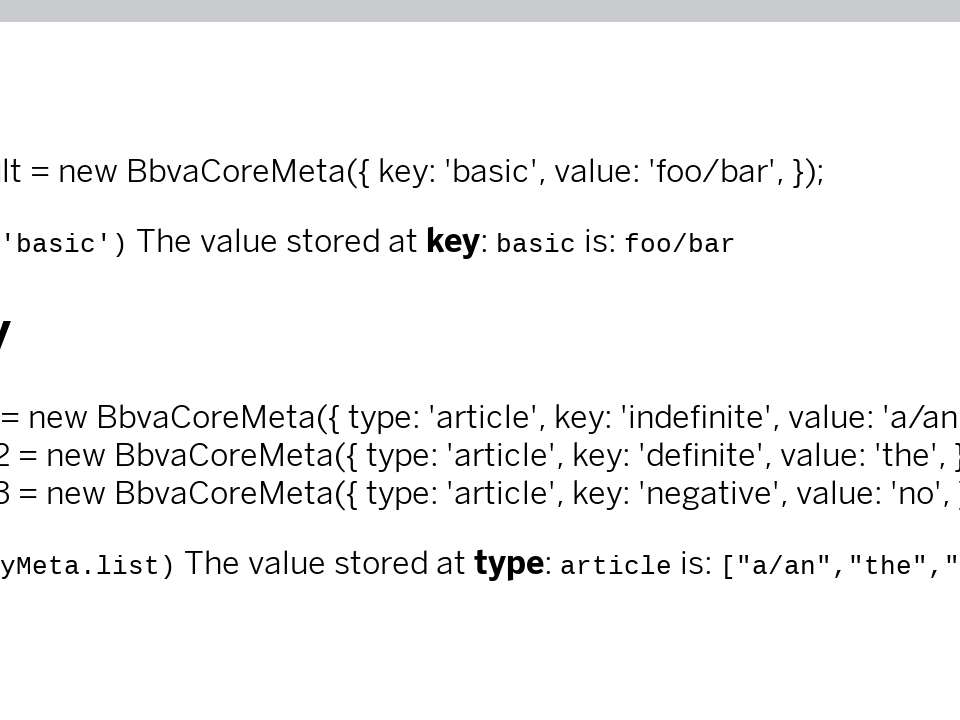 lt = new BbvaCoreMeta({ key: 'basic', value: 'foo/bar', });
'basic') The value stored at key: basic is: foo/bar
y
= new BbvaCoreMeta({ type: 'article', key: 'indefinite', value: 'a/an
2 = new BbvaCoreMeta({ type: 'article', key: 'definite', value: 'the', }
3 = new BbvaCoreMeta({ type: 'article', key: 'negative', value: 'no', }
yMeta.list) The value stored at type: article is: ["a/an","the","